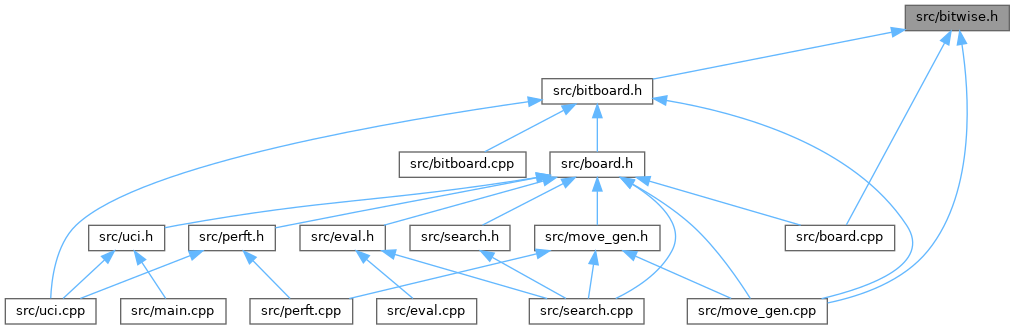 src/bitwise.h
src/bitboard.h
src/bitboard.cpp
src/board.h
src/uci.h
src/perft.h
src/eval.h
src/search.h
src/move_gen.h
src/board.cpp
src/uci.cpp
src/main.cpp
src/perft.cpp
src/eval.cpp
src/search.cpp
src/move_gen.cpp